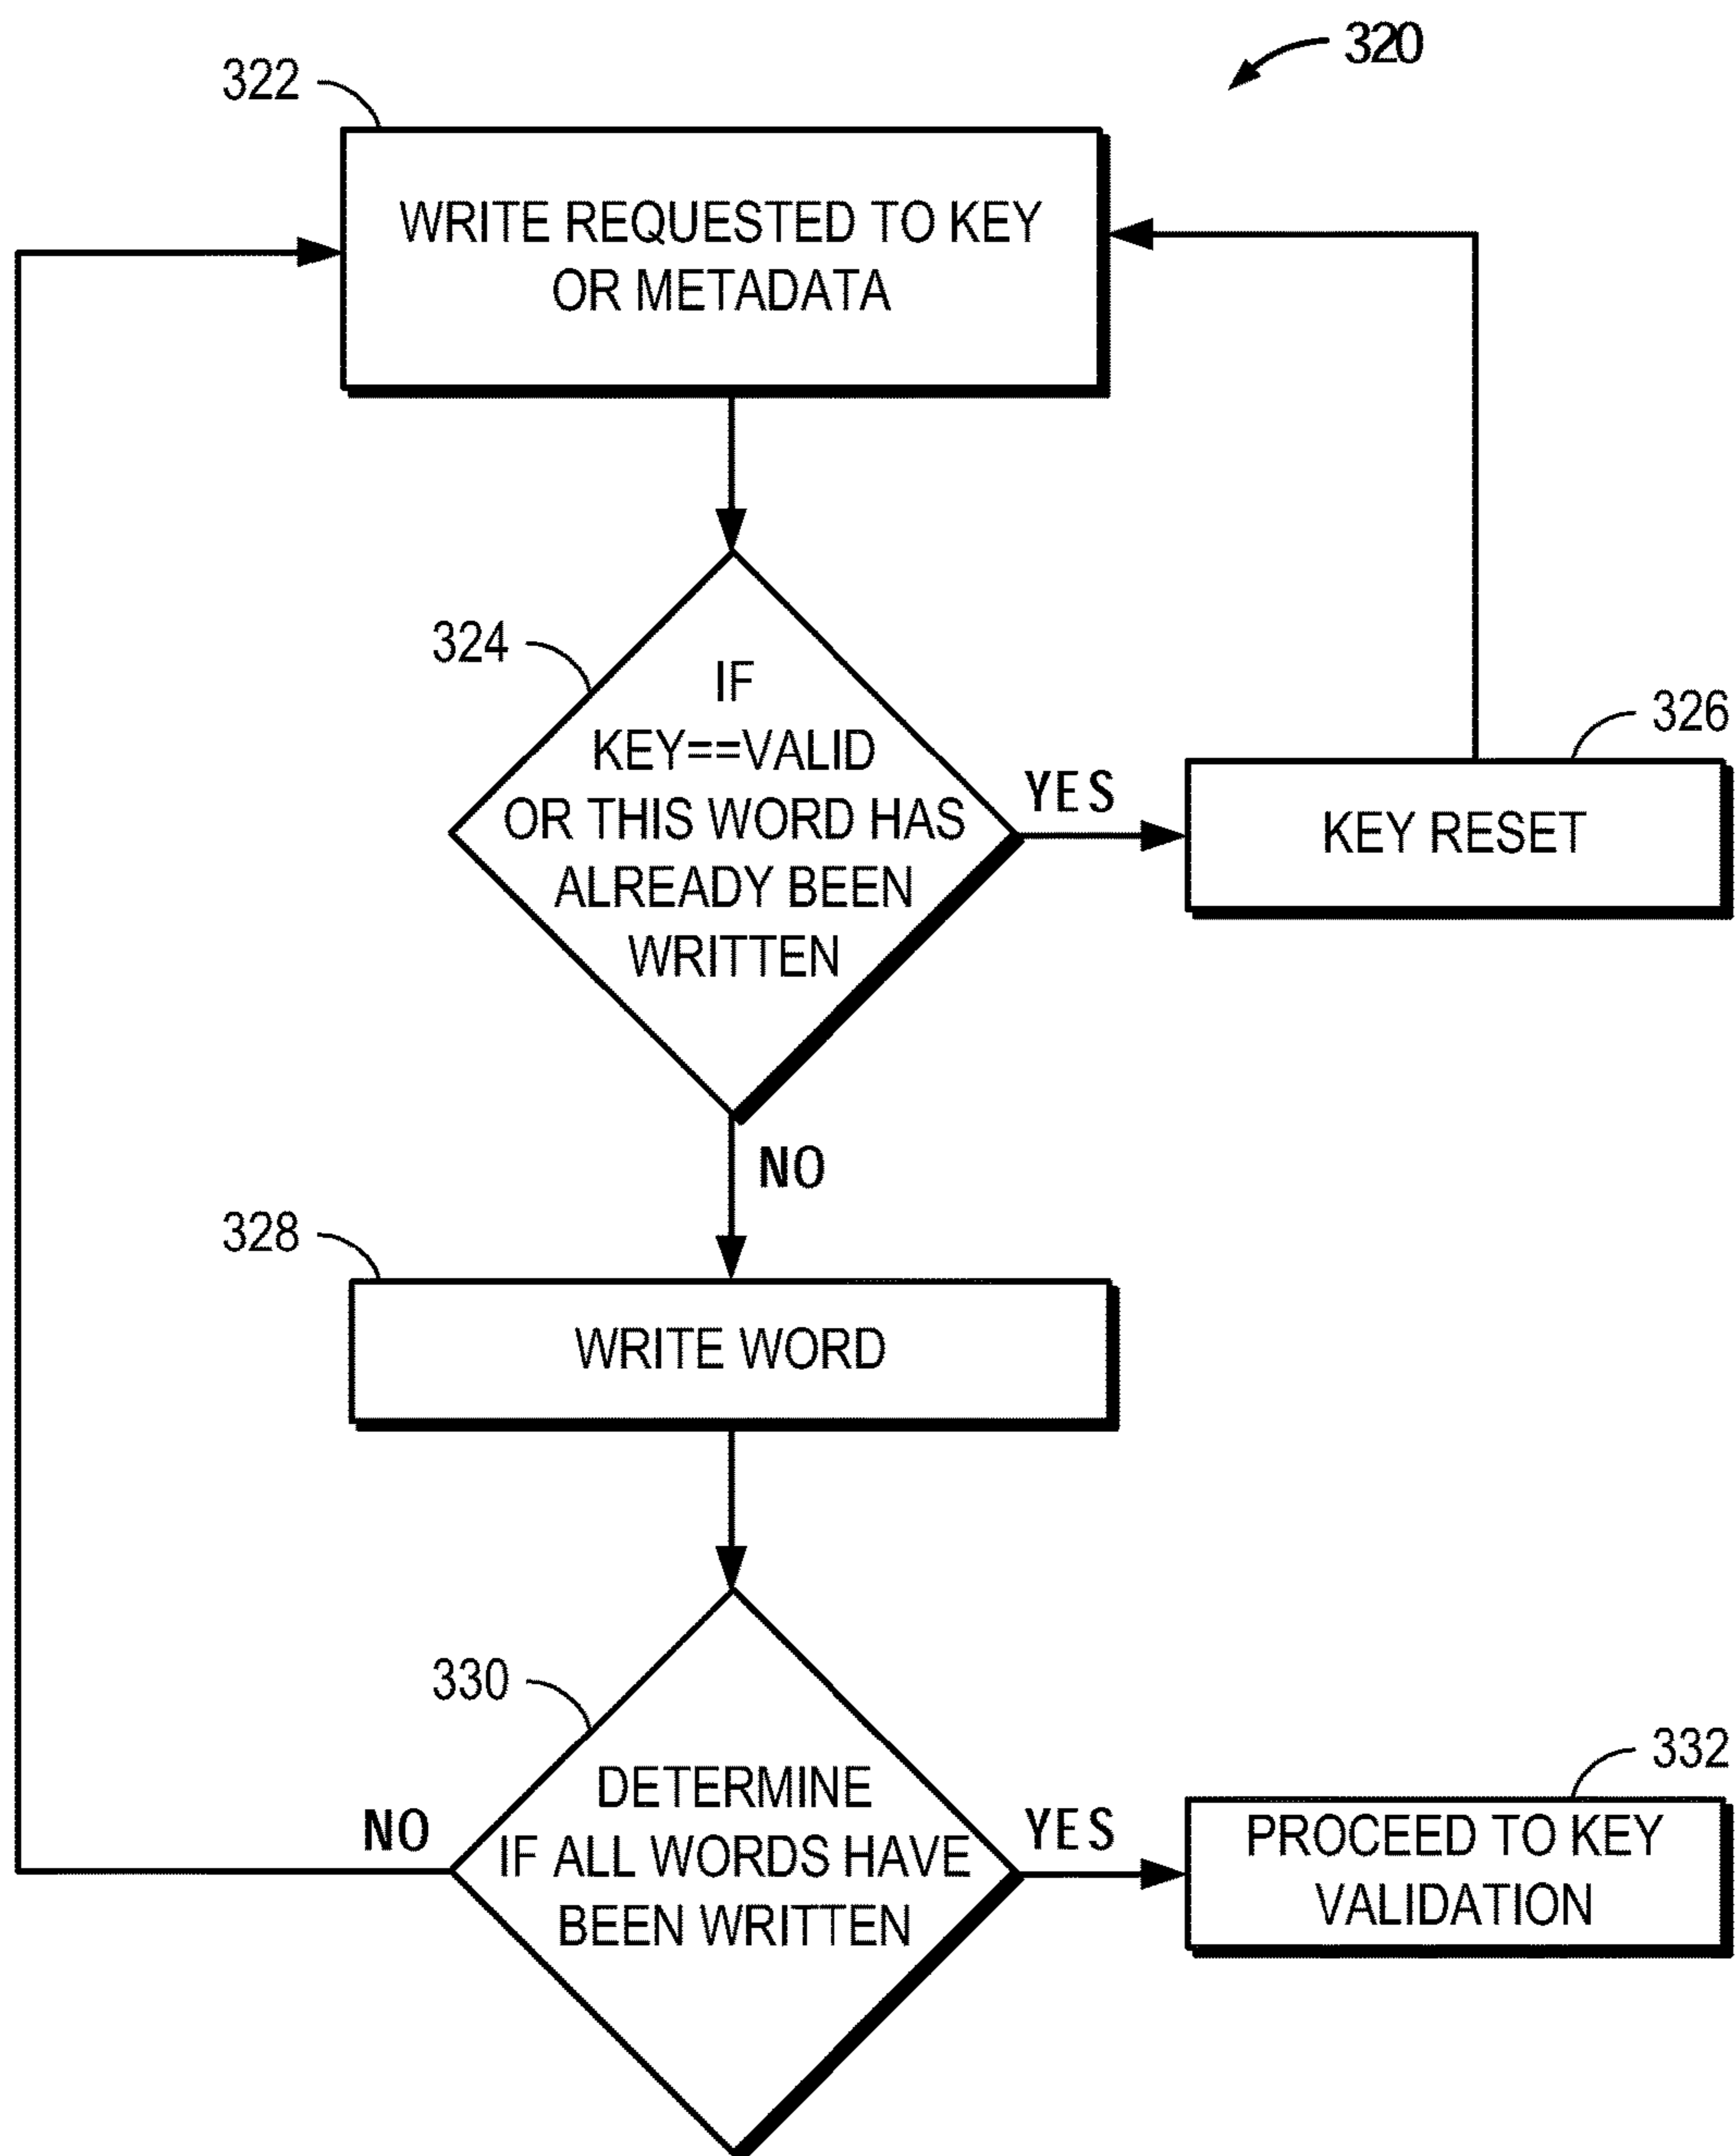 320
322
WRITE REQUESTED TO KEY
OR METADATA
324
IF
KEY==VALID
OR THIS WORD HAS
ALREADY BEEN
WRITTEN
YES
326
KEY RESET
NO
328
WRITE WORD
330
DETERMINE
IF ALL WORDS HAVE
BEEN WRITTEN
NO
YES
332
PROCEED TO KEY
VALIDATION